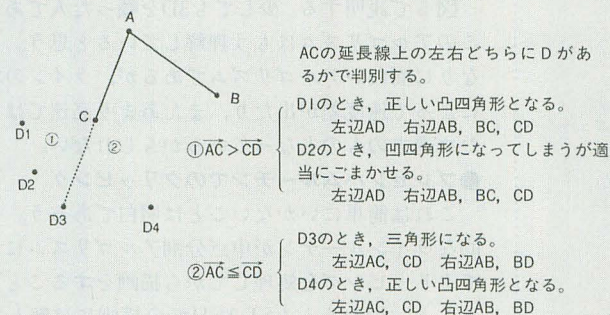 A
B
C
D1
①
②
D2
D3
D4
ACの延長線上の左右どちらにDがあ
るかで判別する。
①AC>CD
D1のとき，正しい凸四角形となる。
左辺AD 右辺AB, BC, CD
D2のとき，凹四角形になってしまうが適
当にごまかせる。
左辺AD 右辺AB, BC, CD
②AC≦CD
D3のとき，三角形になる。
左辺AC, CD 右辺AB, BD
D4のとき，正しい凸四角形となる。
左辺AC, CD 右辺AB, BD